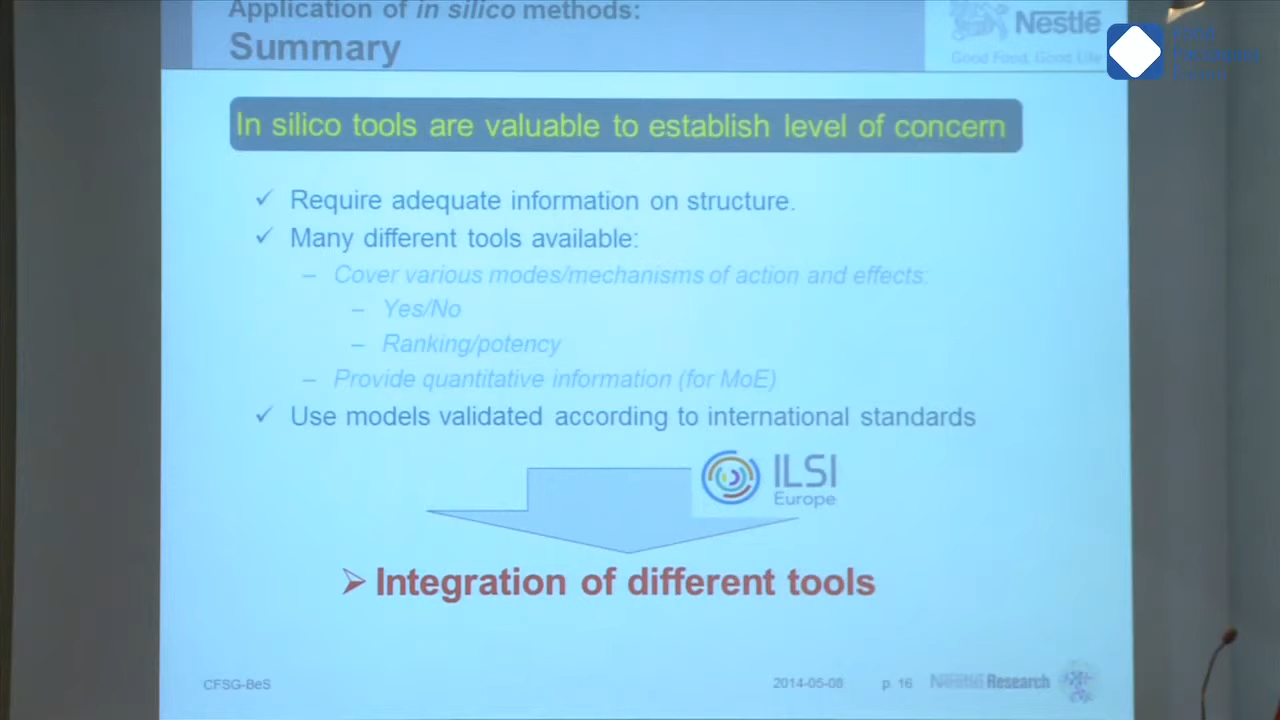 Application of in silico methods:
Summary
Nestlé
Good Food, Good Life
Food
Packaging
Forum
In silico tools are valuable to establish level of concern
✓ Require adequate information on structure.
✓ Many different tools available:
– Cover various modes/mechanisms of action and effects:
– Yes/No
– Ranking/potency
– Provide quantitative information (for MoE)
✓ Use models validated according to international standards
ILSI
Europe
➢ Integration of different tools
CFSG-BeS
2014-05-08
p. 16
Nestlé Research